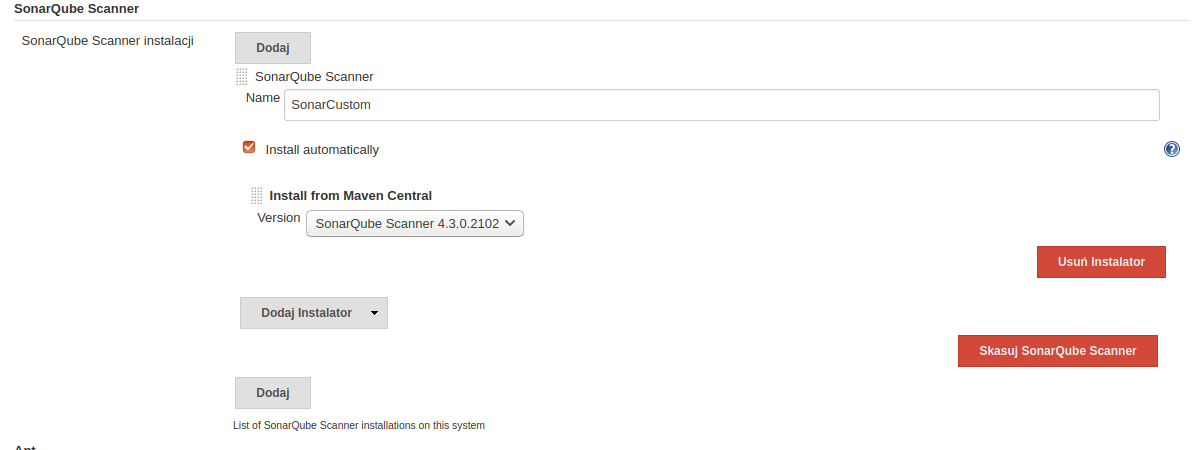 SonarQube Scanner
SonarQube Scanner instalacji
Dodaj
SonarQube Scanner
Name
SonarCustom
Install automatically
?
Install from Maven Central
Version
SonarQube Scanner 4.3.0.2102
Usuń Instalator
Dodaj Instalator
Skasuj SonarQube Scanner
Dodaj
List of SonarQube Scanner installations on this system
Ant